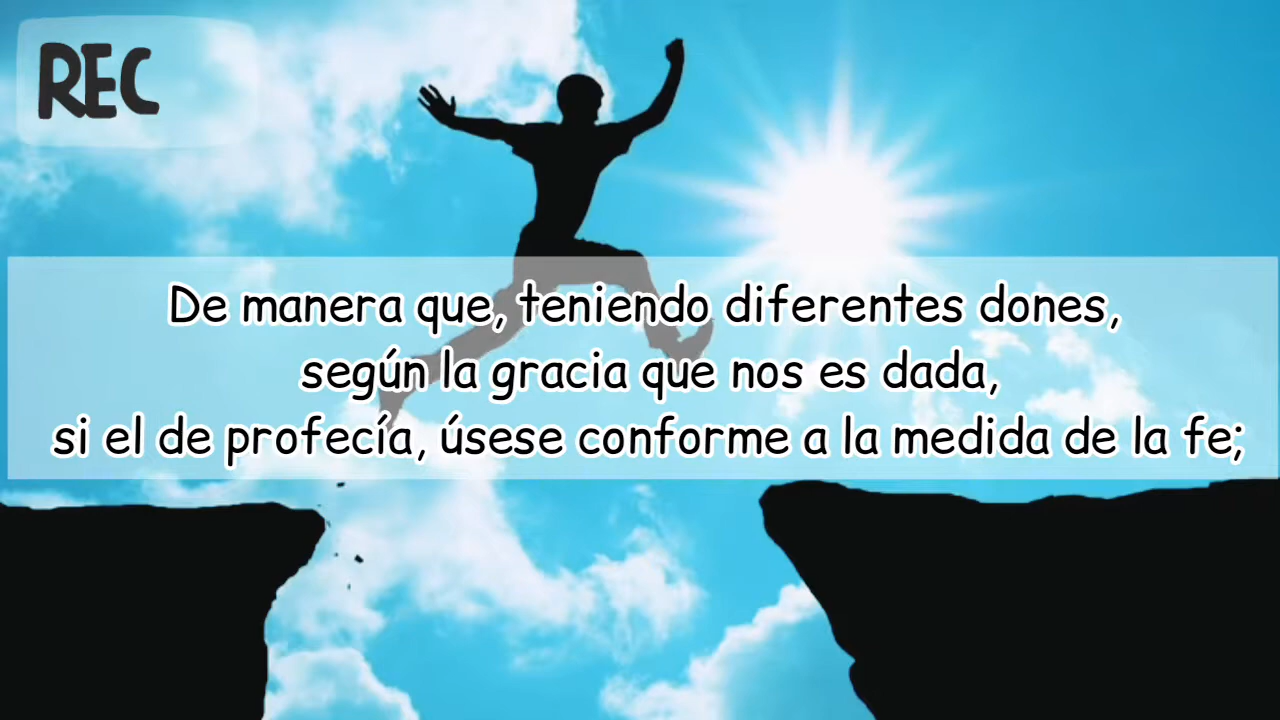 REC
De manera que, teniendo diferentes dones,
según la gracia que nos es dada,
si el de profecía, úsese conforme a la medida de la fe;